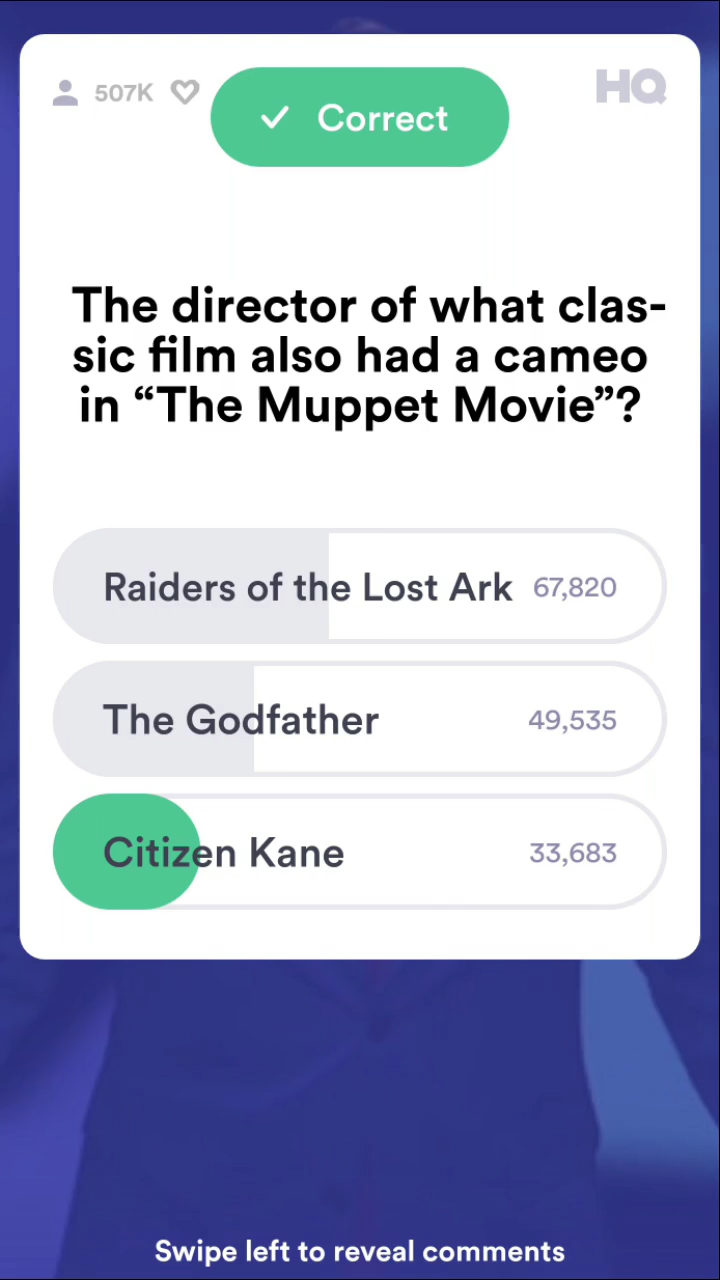 507K
Correct
HQ
The director of what clas-
sic film also had a cameo
in “The Muppet Movie”?
Raiders of the Lost Ark 67,820
The Godfather 49,535
Citizen Kane 33,683
Swipe left to reveal comments